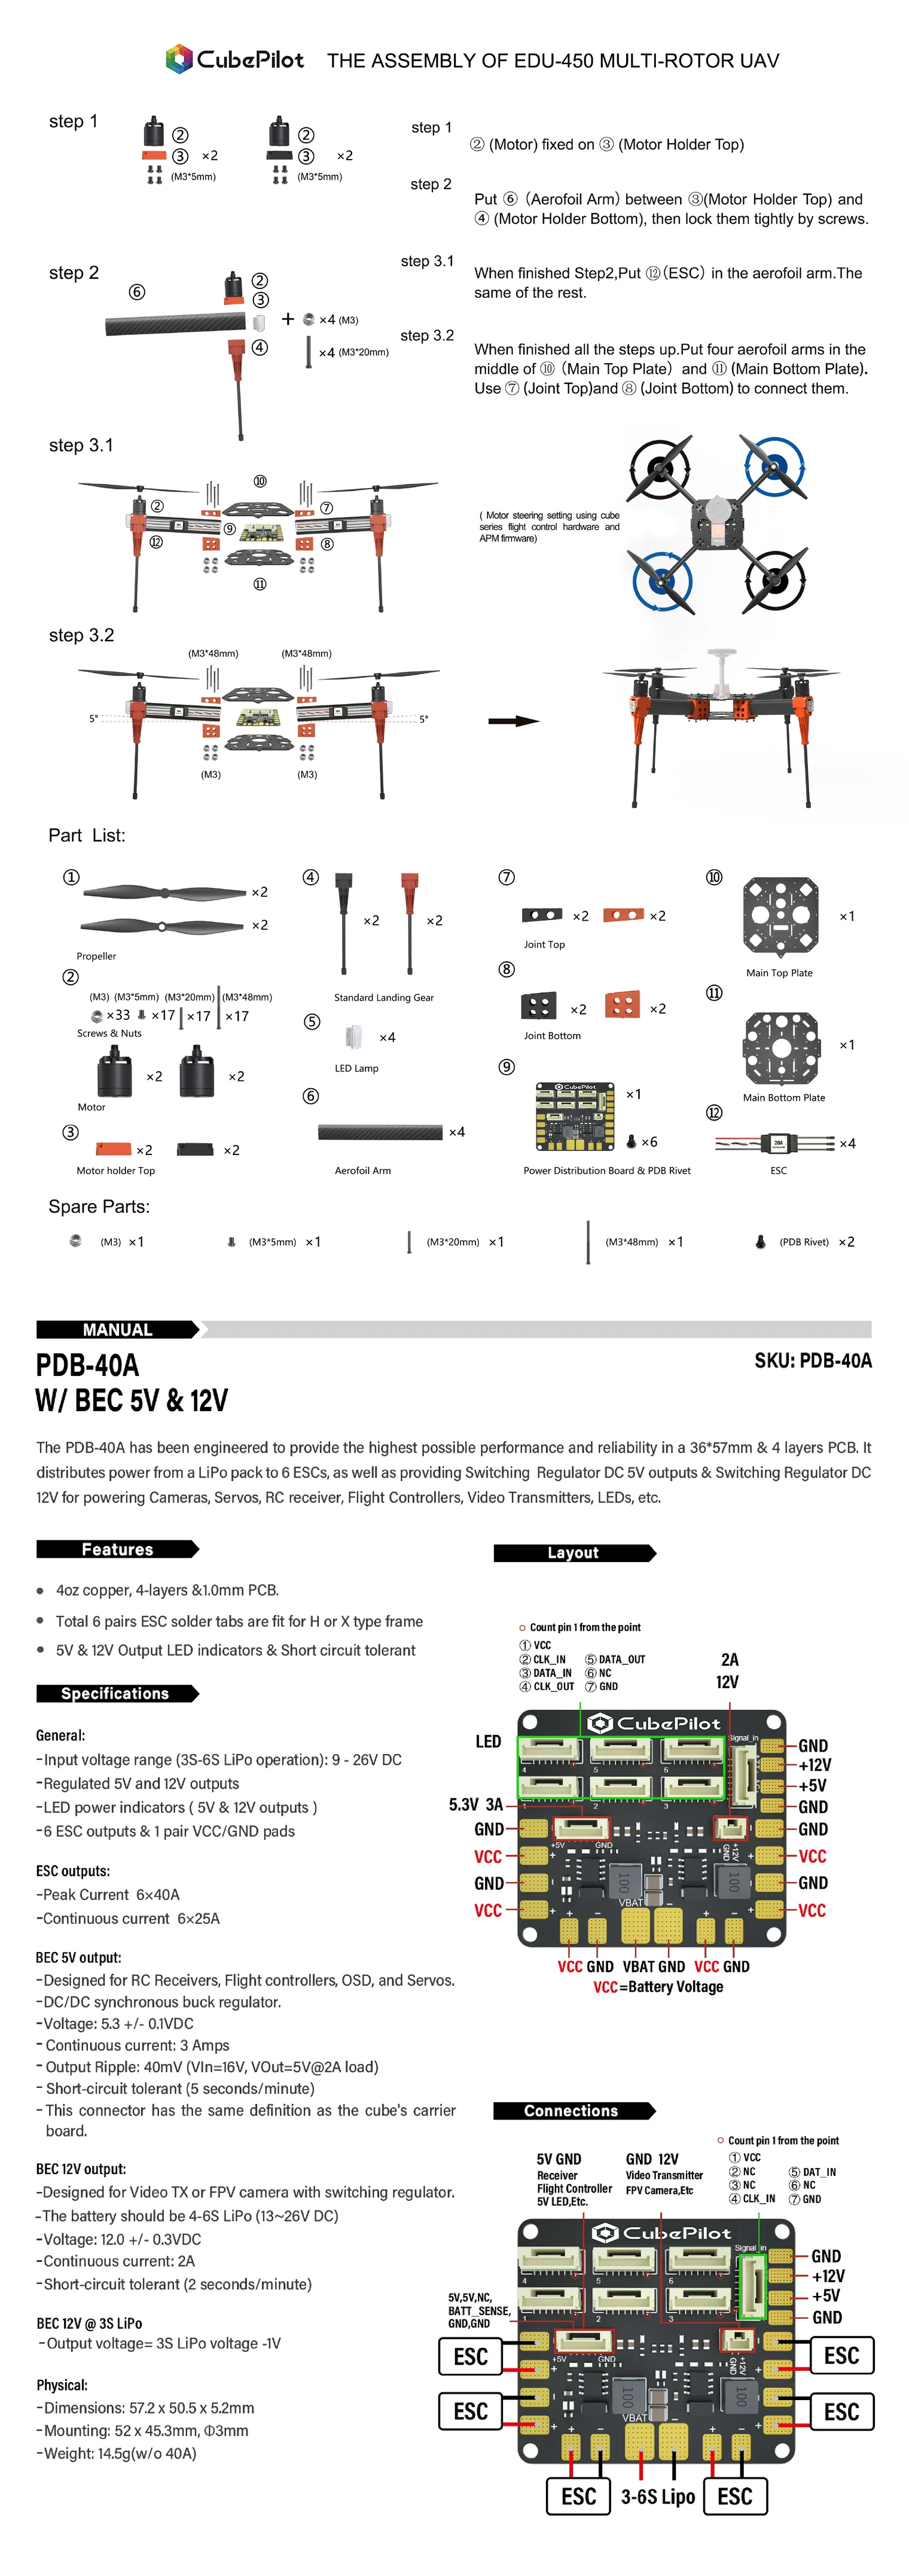 CubePilot THE ASSEMBLY OF EDU-450 MULTI-ROTOR UAV
step 1
②
③ ×2
(M3*5mm)
②
③ ×2
(M3*5mm)
step 1
② (Motor) fixed on ③ (Motor Holder Top)
step 2
Put ⑥ (Aerofoil Arm) between ③(Motor Holder Top) and
④ (Motor Holder Bottom), then lock them tightly by screws.
step 3.1
When finished Step2,Put ⑫(ESC) in the aerofoil arm.The
same of the rest.
step 3.2
When finished all the steps up.Put four aerofoil arms in the
middle of ⑩ (Main Top Plate) and ⑪ (Main Bottom Plate).
Use ⑦ (Joint Top)and ⑧ (Joint Bottom) to connect them.
step 2
⑥
②
③
④
+ ×4 (M3)
×4 (M3*20mm)
step 3.1
⑩
②
⑦
⑨
⑫
⑧
⑪
( Motor steering setting using cube
series flight control hardware and
APM firmware)
step 3.2
(M3*48mm) (M3*48mm)
5° 5°
(M3) (M3)
Part List:
① ×2
×2
Propeller
②
(M3) (M3*5mm) (M3*20mm) (M3*48mm)
×33 ×17 ×17 ×17
Screws & Nuts
×2 ×2
Motor
③
×2 ×2
Motor holder Top
④
×2 ×2
Standard Landing Gear
⑤
×4
LED Lamp
⑥
×4
Aerofoil Arm
⑦
×2 ×2
Joint Top
⑧
×2 ×2
Joint Bottom
⑨
CubePilot
×1
×6
Power Distribution Board & PDB Rivet
⑩
×1
Main Top Plate
⑪
×1
Main Bottom Plate
⑫
20A
×4
ESC
Spare Parts:
(M3) ×1 (M3*5mm) ×1 (M3*20mm) ×1 (M3*48mm) ×1 (PDB Rivet) ×2
MANUAL
PDB-40A
SKU: PDB-40A
W/ BEC 5V & 12V
The PDB-40A has been engineered to provide the highest possible performance and reliability in a 36*57mm & 4 layers PCB. It
distributes power from a LiPo pack to 6 ESCs, as well as providing Switching Regulator DC 5V outputs & Switching Regulator DC
12V for powering Cameras, Servos, RC receiver, Flight Controllers, Video Transmitters, LEDs, etc.
Features
• 4oz copper, 4-layers &1.0mm PCB.
• Total 6 pairs ESC solder tabs are fit for H or X type frame
• 5V & 12V Output LED indicators & Short circuit tolerant
Specifications
General:
-Input voltage range (3S-6S LiPo operation): 9 - 26V DC
-Regulated 5V and 12V outputs
-LED power indicators ( 5V & 12V outputs )
-6 ESC outputs & 1 pair VCC/GND pads
ESC outputs:
-Peak Current 6×40A
-Continuous current 6×25A
BEC 5V output:
-Designed for RC Receivers, Flight controllers, OSD, and Servos.
-DC/DC synchronous buck regulator.
-Voltage: 5.3 +/- 0.1VDC
- Continuous current: 3 Amps
- Output Ripple: 40mV (VIn=16V, VOut=5V@2A load)
- Short-circuit tolerant (5 seconds/minute)
- This connector has the same definition as the cube's carrier
board.
BEC 12V output:
-Designed for Video TX or FPV camera with switching regulator.
-The battery should be 4-6S LiPo (13~26V DC)
-Voltage: 12.0 +/- 0.3VDC
-Continuous current: 2A
-Short-circuit tolerant (2 seconds/minute)
BEC 12V @ 3S LiPo
-Output voltage= 3S LiPo voltage -1V
Physical:
-Dimensions: 57.2 x 50.5 x 5.2mm
-Mounting: 52 x 45.3mm, Φ3mm
-Weight: 14.5g(w/o 40A)
Layout
Count pin 1 from the point
① VCC
② CLK_IN ⑤ DATA_OUT
③ DATA_IN ⑥ NC
④ CLK_OUT ⑦ GND
2A
12V
CubePilot
LED
Signal_in
4 5 6
1 2 3
GND
+12V
+5V
GND
5.3V 3A
+5V GND
+12V
GND
GND
VCC
GND
VCC
GND
VCC
GND
VCC
100 100
VBAT
VCC GND VBAT GND VCC GND
VCC=Battery Voltage
Connections
Count pin 1 from the point
① VCC
② NC ⑤ DAT_IN
③ NC ⑥ NC
④ CLK_IN ⑦ GND
5V GND
Receiver
Flight Controller
5V LED,Etc.
GND 12V
Video Transmitter
FPV Camera,Etc
CubePilot
Signal_in
4 5 6
1 2 3
GND
+12V
+5V
GND
5V,5V,NC,
BATT_SENSE,
GND,GND
+5V GND
+12V
GND
ESC ESC
100 100
VBAT
ESC ESC
ESC 3-6S Lipo ESC